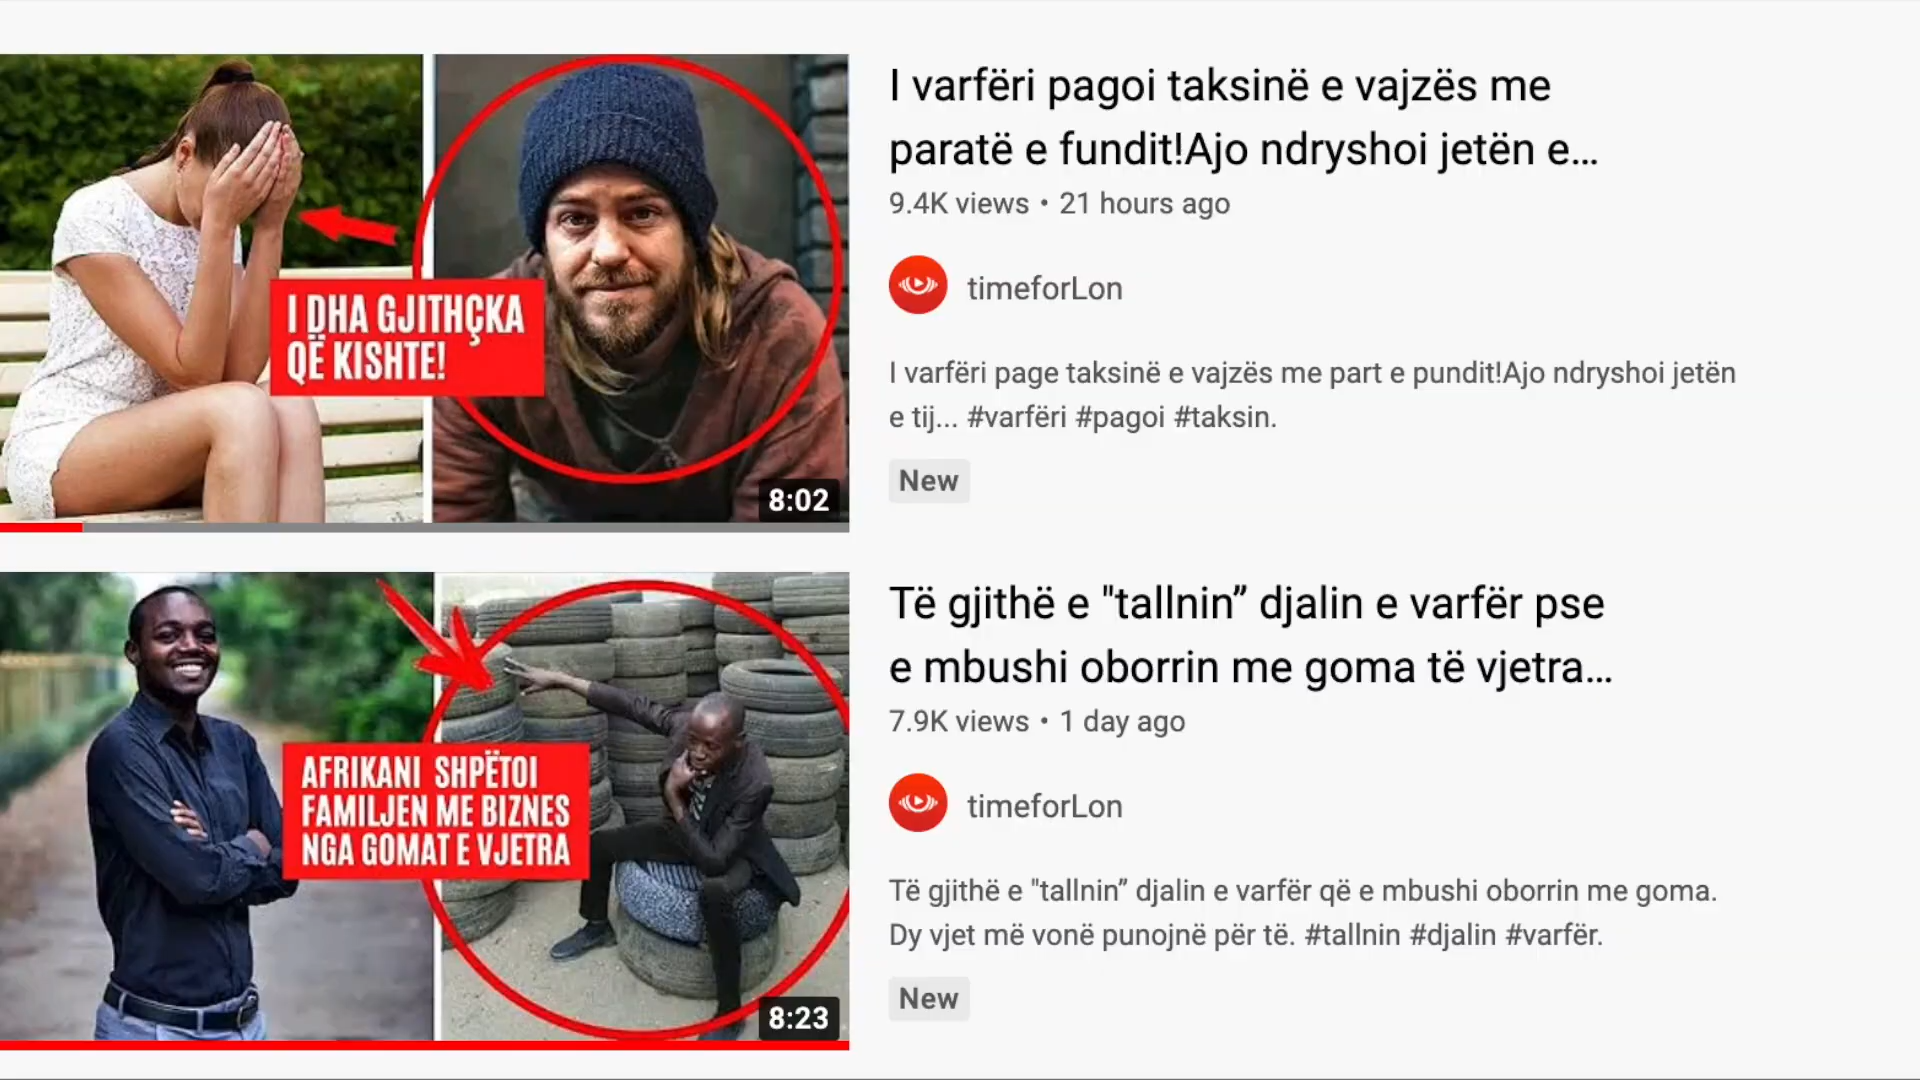 I DHA GJITHÇKA
QË KISHTE!
8:02
I varfëri pagoi taksinë e vajzës me
paratë e fundit!Ajo ndryshoi jetën e...
9.4K views • 21 hours ago
timeforLon
I varfëri page taksinë e vajzës me part e pundit!Ajo ndryshoi jetën
e tij... #varfëri #pagoi #taksin.
New
AFRIKANI SHPËTOI
FAMILJEN ME BIZNES
NGA GOMAT E VJETRA
8:23
Të gjithë e "tallnin” djalin e varfër pse
e mbushi oborrin me goma të vjetra...
7.9K views • 1 day ago
timeforLon
Të gjithë e "tallnin” djalin e varfër që e mbushi oborrin me goma.
Dy vjet më vonë punojnë për të. #tallnin #djalin #varfër.
New